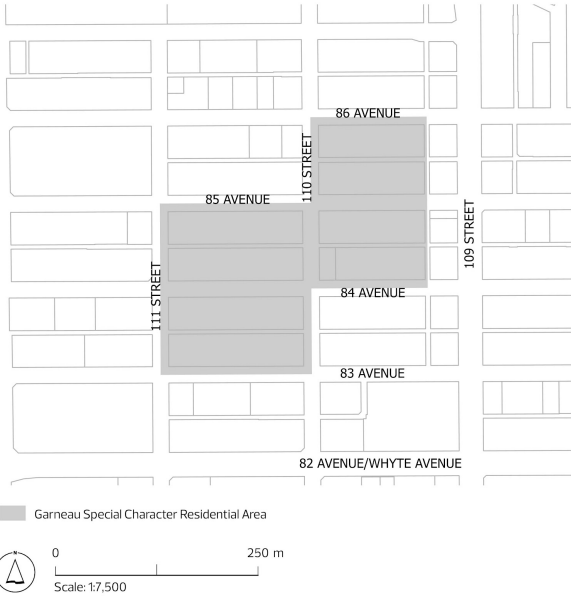 86 AVENUE
110 STREET
85 AVENUE
109 STREET
111 STREET
84 AVENUE
83 AVENUE
82 AVENUE/WHYTE AVENUE
Garneau Special Character Residential Area
N
0 250 m
Scale: 1:7,500